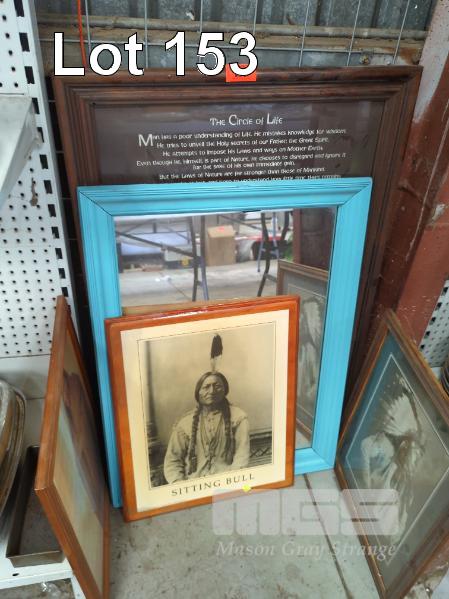 Lot 153
The Circle of Life
Man has a poor understanding of Life. He mistakes knowledge for wisdom.
He tries to unveil the Holy secrets of our Father, the Great Spirit.
He attempts to impose his Laws and ways on Mother Earth.
Even though he, himself, is part of Nature, he chooses to disregard and ignore it
for the sake of his own immediate gain.
But the Laws of Nature are far stronger than those of Mankind.
SITTING BULL
MGS
Mason Gray Strange